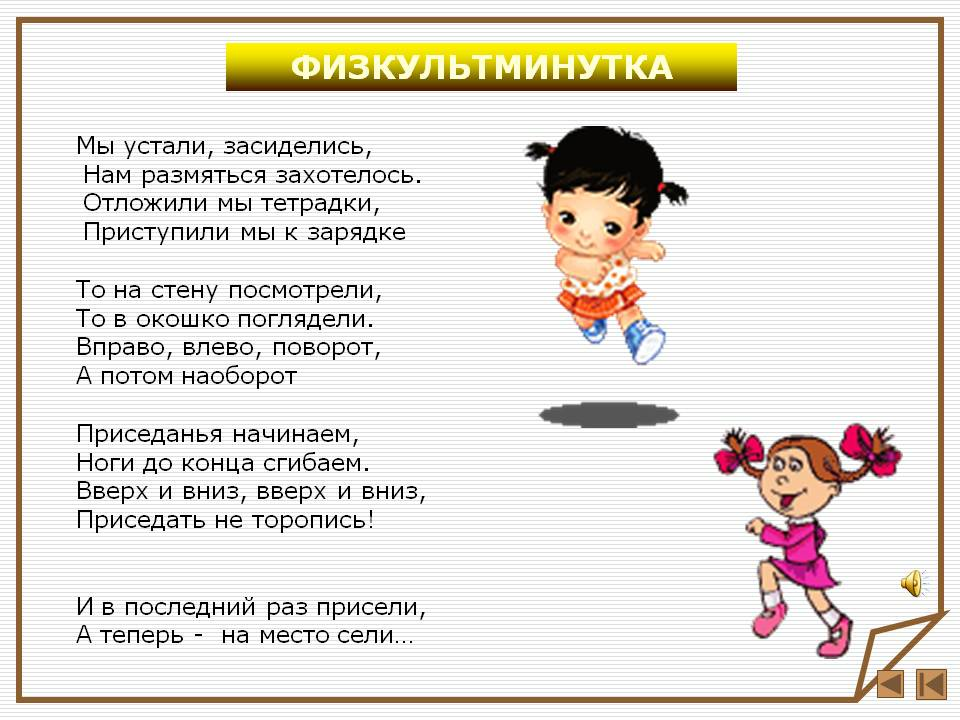 ФИЗКУЛЬТМИНУТКА
Мы устали, засиделись,
Нам размяться захотелось.
Отложили мы тетрадки,
Приступили мы к зарядке
То на стену посмотрели,
То в окошко поглядели.
Вправо, влево, поворот,
А потом наоборот
Приседанья начинаем,
Ноги до конца сгибаем.
Вверх и вниз, вверх и вниз,
Приседать не торопись!
И в последний раз присели,
А теперь - на место сели...